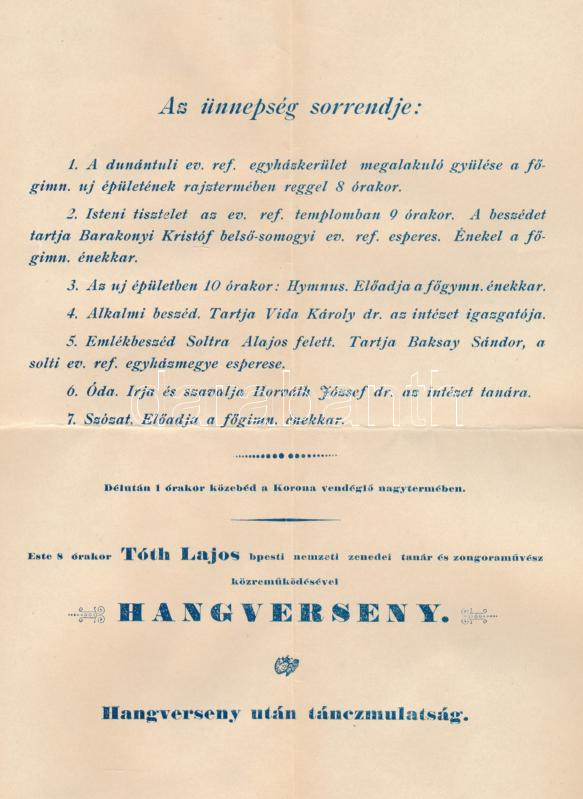 Az ünnepség sorrendje:
1. A dunántuli ev. ref. egyházkerület megalakuló gyülése a fő-
gimn. uj épületének rajztermében reggel 8 órakor.
2. Isteni tisztelet az ev. ref. templomban 9 órakor. A beszédet
tartja Barakonyi Kristóf belső-somogyi ev. ref. esperes. Énekel a fő-
gimn. énekkar.
3. Az uj épületben 10 órakor: Hymnus. Előadja a főgymn. énekkar.
4. Alkalmi beszéd. Tartja Vida Károly dr. az intézet igazgatója.
5. Emlékbeszéd Soltra Alajos felett. Tartja Baksay Sándor, a
solti ev. ref. egyházmegye esperese.
6. Óda. Irja és szavalja Horváth József dr. az intézet tanára.
darabanth
7. Szózat. Előadja a főgimn. énekkar.
Délután 1 órakor közebéd a Korona vendéglő nagytermében.
Este 8 órakor Tóth Lajos bpesti nemzeti zenedei tanár és zongoraművész
közreműködésével
HANGVERSENY.
Hangverseny után tánczmulatság.